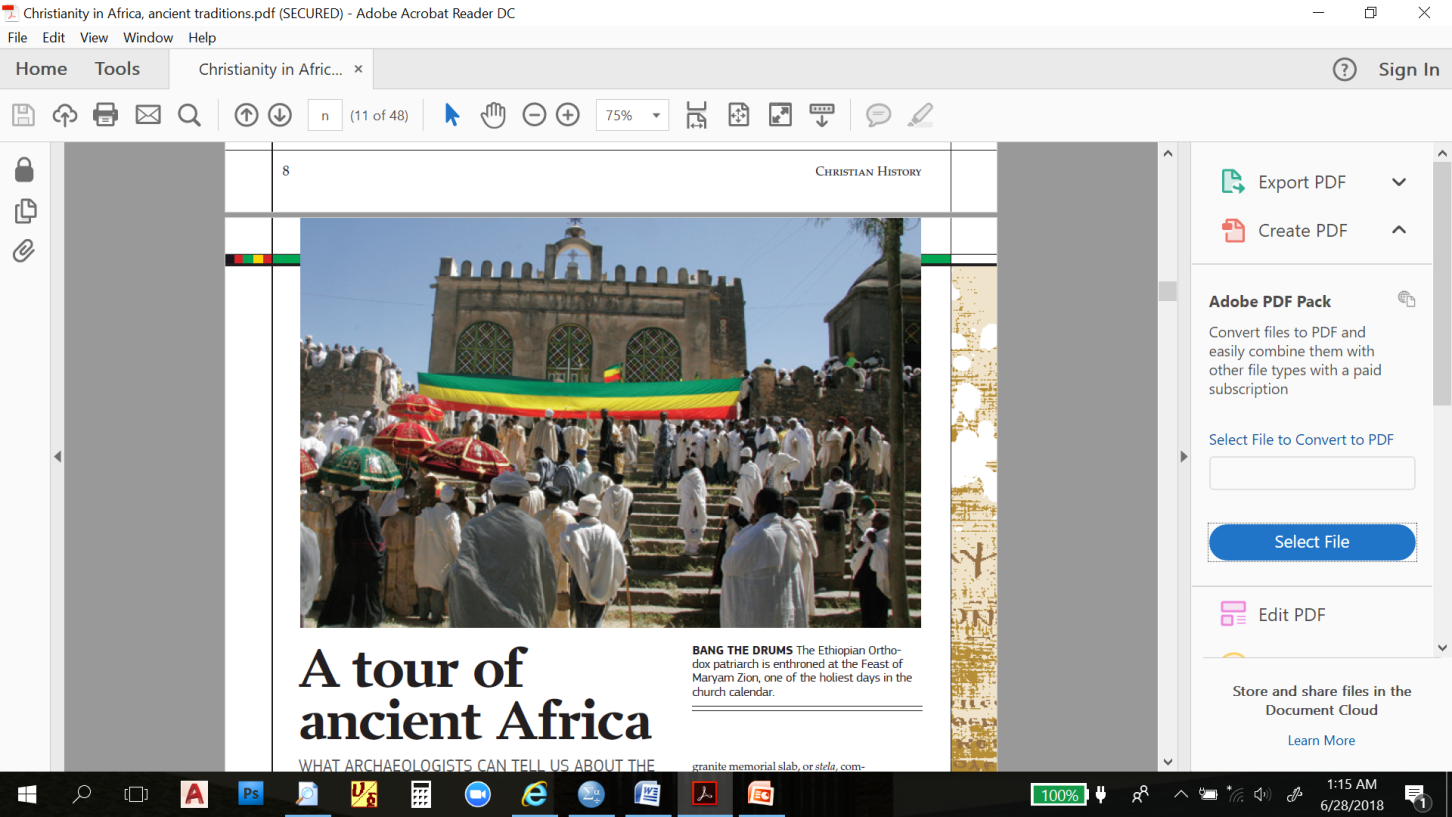 Christianity in Africa, ancient traditions.pdf (SECURED) - Adobe Acrobat Reader DC
File Edit View Window Help
Home Tools Christianity in Afric... × Sign In
n (11 of 48) 75%
8 CHRISTIAN HISTORY
A tour of
ancient Africa
WHAT ARCHAEOLOGISTS CAN TELL US ABOUT THE
BANG THE DRUMS The Ethiopian Ortho-
dox patriarch is enthroned at the Feast of
Maryam Zion, one of the holiest days in the
church calendar.
granite memorial slab, or stela, com-
Export PDF
Create PDF
Adobe PDF Pack
Convert files to PDF and
easily combine them with
other file types with a paid
subscription
Select File to Convert to PDF
Select File
Edit PDF
Store and share files in the
Document Cloud
Learn More
100%
1:15 AM
6/28/2018
1